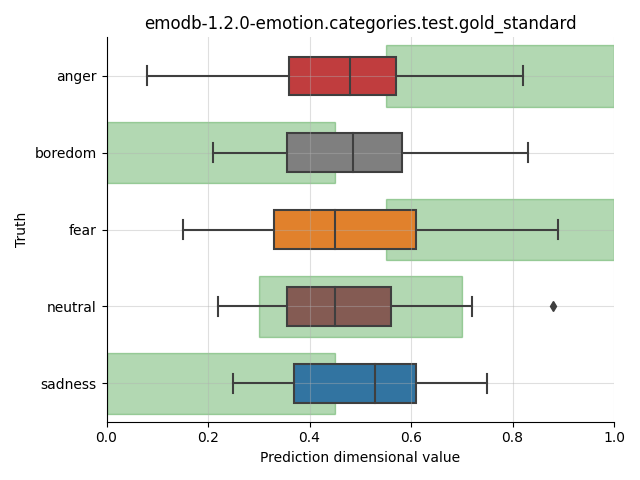 emodb-1.2.0-emotion.categories.test.gold_standard
anger
boredom
fear
neutral
sadness
Truth
0.0 0.2 0.4 0.6 0.8 1.0
Prediction dimensional value